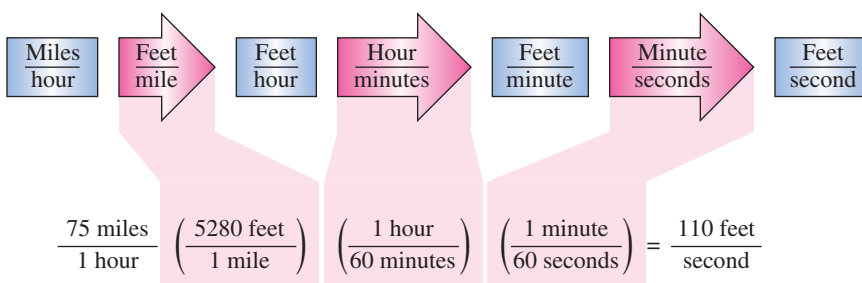 Miles/hour Feet/mile Feet/hour Hour/minutes Feet/minute Minute/seconds Feet/second
75 miles/1 hour (5280 feet/1 mile) (1 hour/60 minutes) (1 minute/60 seconds) = 110 feet/second